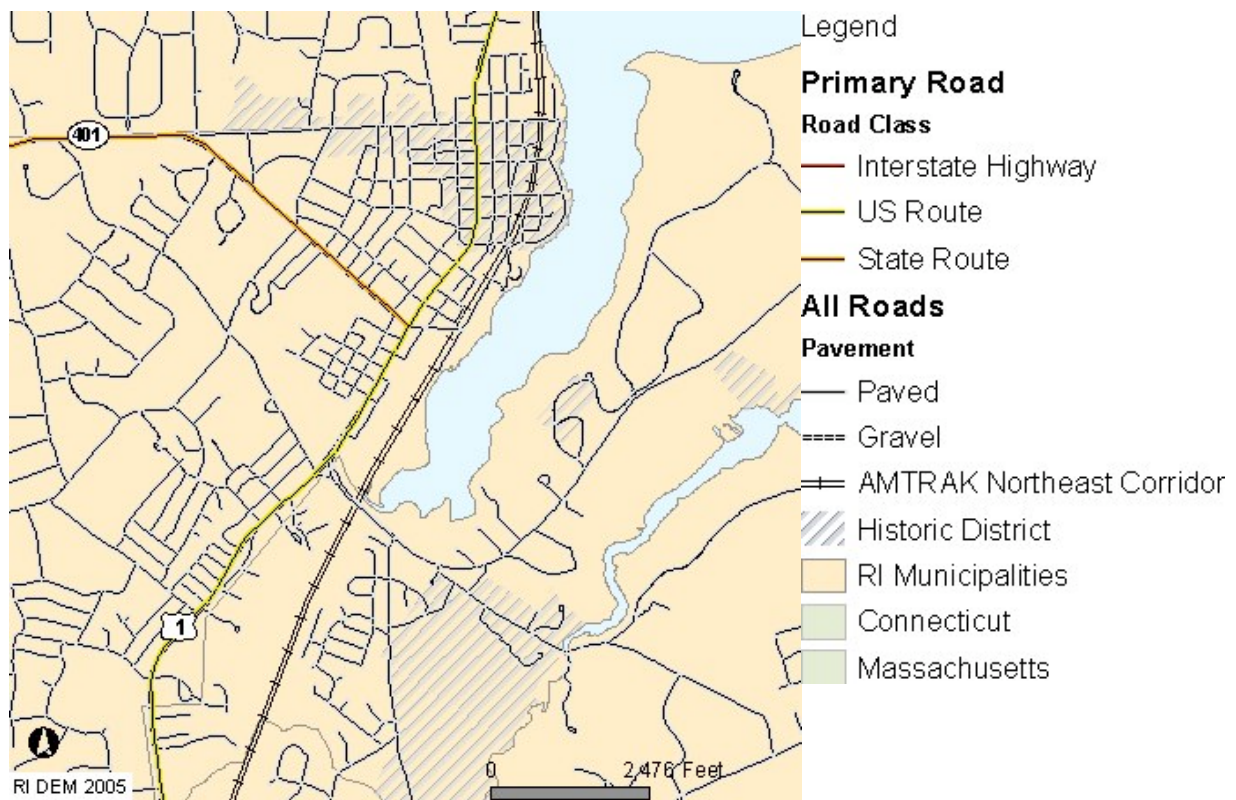 Legend
Primary Road
Road Class
Interstate Highway
US Route
State Route
All Roads
Pavement
Paved
Gravel
AMTRAK Northeast Corridor
Historic District
RI Municipalities
Connecticut
Massachusetts
401
1
0 2,476 Feet
RI DEM 2005